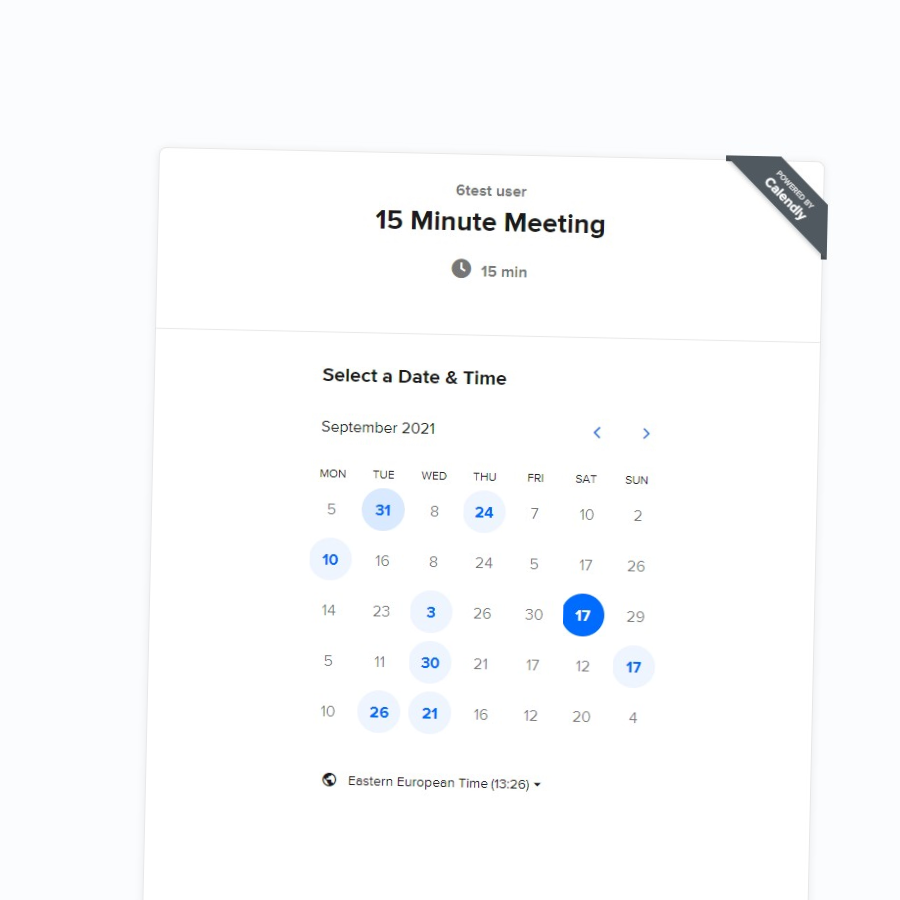 POWERED BY
Calendly
6test user
15 Minute Meeting
15 min
Select a Date & Time
September 2021
MON TUE WED THU FRI SAT SUN
5 31 8 24 7 10 2
10 16 8 24 5 17 26
14 23 3 26 30 17 29
5 11 30 21 17 12 17
10 26 21 16 12 20 4
Eastern European Time (13:26)